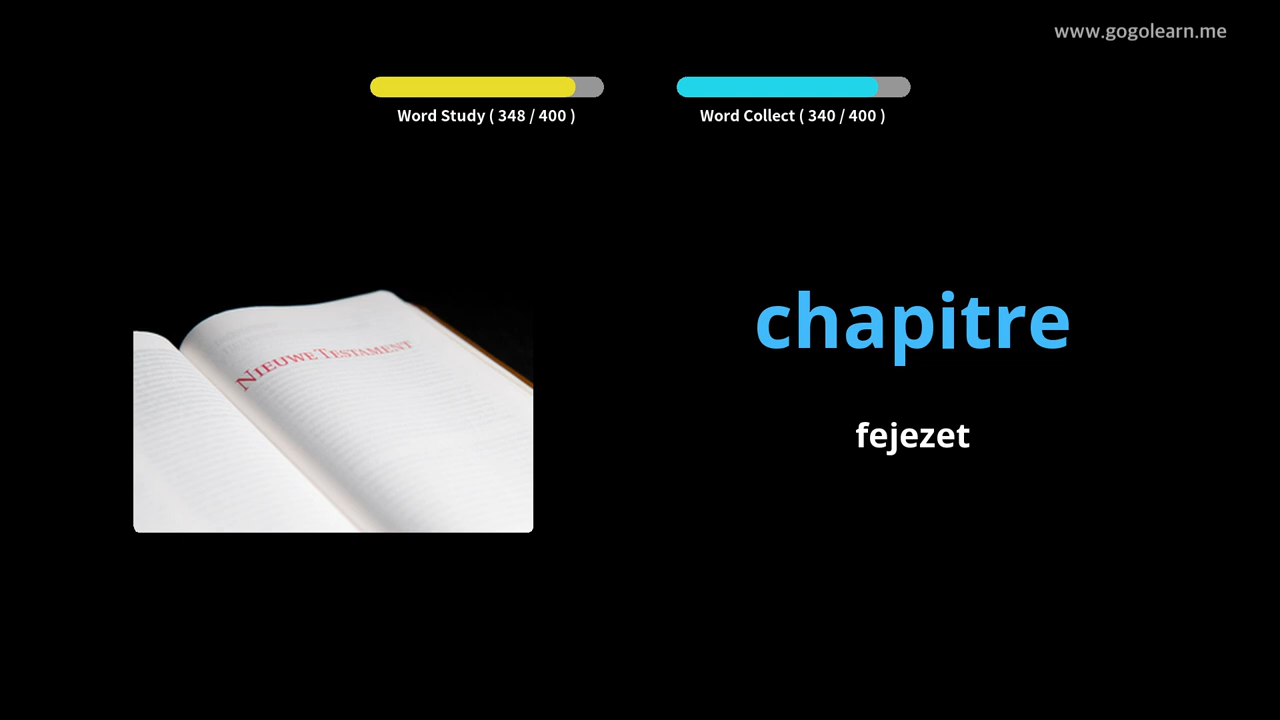 www.gogolearn.me
Word Study ( 348 / 400 )
Word Collect ( 340 / 400 )
NIEUWE TESTAMENT
chapitre
fejezet